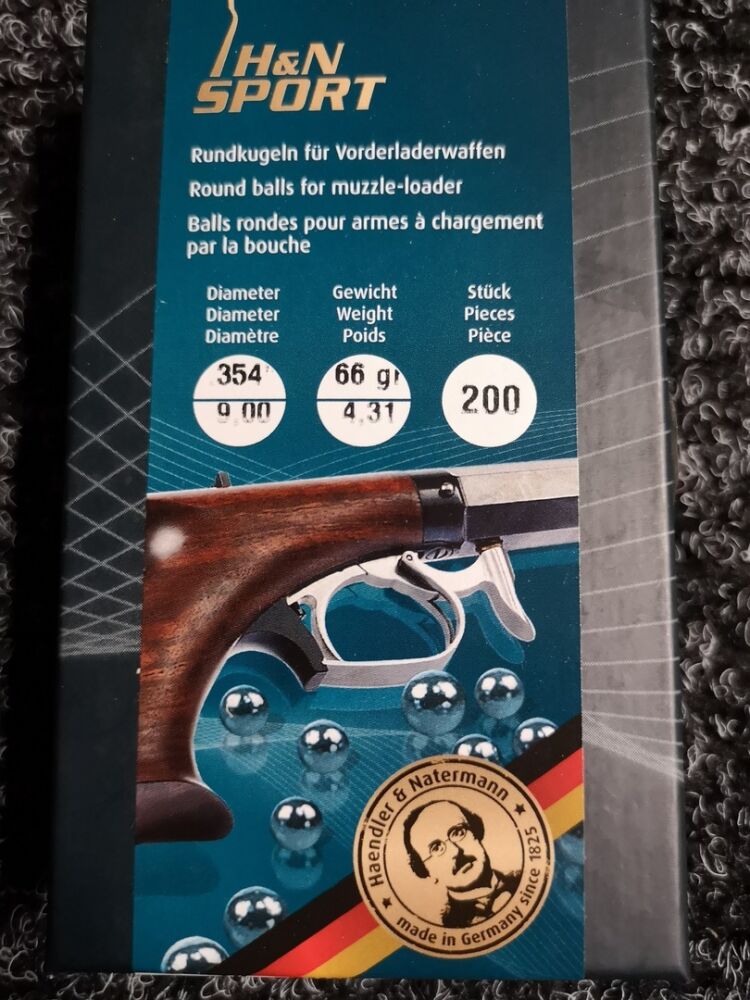 H&N
SPORT
Rundkugeln für Vorderladerwaffen
Round balls for muzzle-loader
Balls rondes pour armes à chargement
par la bouche
Diameter Gewicht Stück
Diameter Weight Pieces
Diamètre Poids Pièce
.354 66 gr 200
9,00 4,31
Haendler & Natermann
made in Germany since 1825